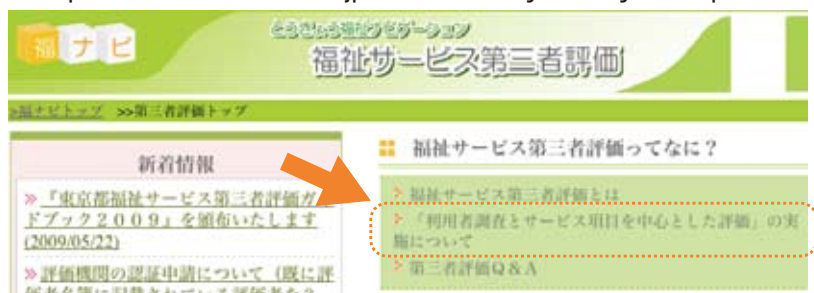 福ナビ
とうきょう福祉ナビゲーション
福祉サービス第三者評価
>福ナビトップ >>第三者評価トップ
新着情報
» 『東京都福祉サービス第三者評価ガイ
ドブック2009』を頒布いたします
(2009/05/22)
» 評価機関の認証申請について（既に評
福祉サービス第三者評価ってなに？
> 福祉サービス第三者評価とは
> 「利用者調査とサービス項目を中心とした評価」の実
施について
> 第三者評価Q＆A